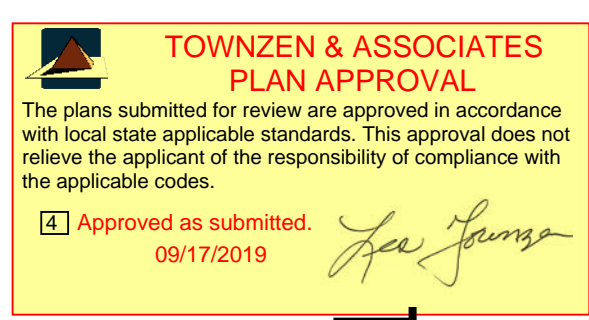 TOWNZEN & ASSOCIATES
PLAN APPROVAL
The plans submitted for review are approved in accordance
with local state applicable standards. This approval does not
relieve the applicant of the responsibility of compliance with
the applicable codes.
4 Approved as submitted.
09/17/2019